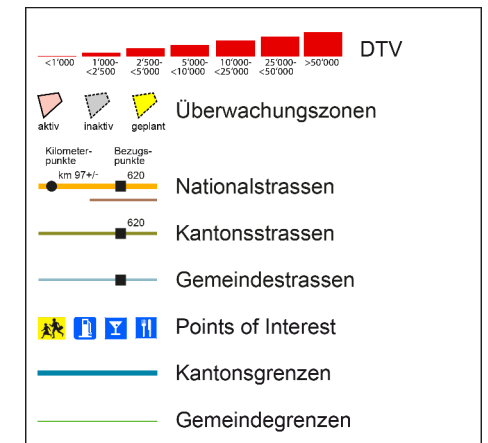 DTV
<1'000 1'000- 2'500- 5'000- 10'000- 25'000- >50'000
<2'500 <5'000 <10'000 <25'000 <50'000
Überwachungszonen
aktiv inaktiv geplant
Kilometer- Bezugs-
punkte punkte
km 97+/- 620
Nationalstrassen
620
Kantonsstrassen
Gemeindestrassen
Points of Interest
Kantonsgrenzen
Gemeindegrenzen